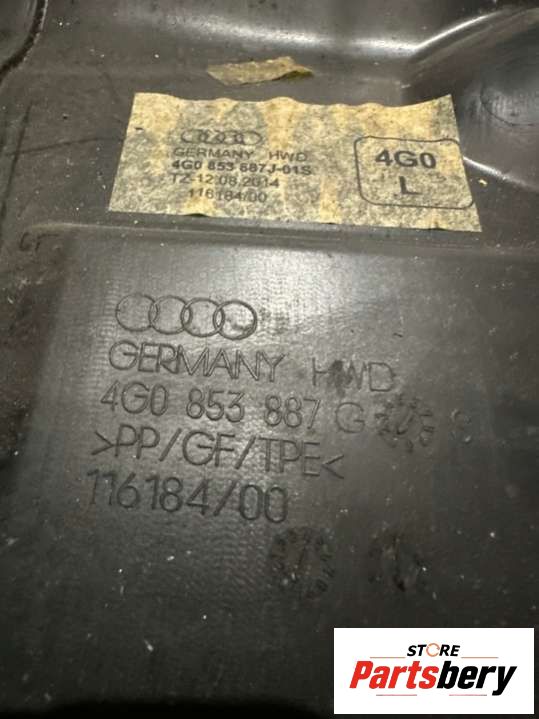 GERMANY HWD
4G0 853 887J-01S
TZ-12.08.2014
116184/00
4G0
L
GERMANY HWD
4G0 853 887 G
>PP/GF/TPE<
116184/00
STORE
Partsbery